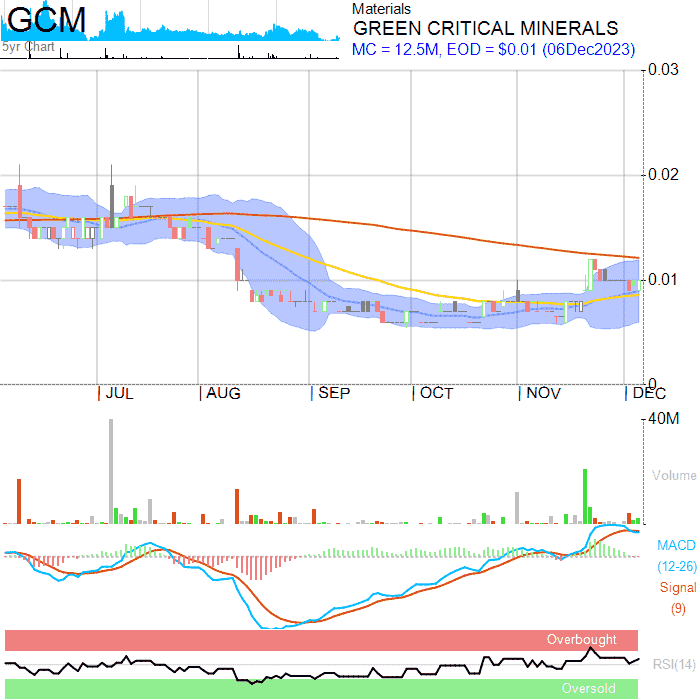 GCM
5yr Chart
Materials
GREEN CRITICAL MINERALS
MC = 12.5M, EOD = $0.01 (06Dec2023)
0.03
0.02
0.01
0
JUL
AUG
SEP
OCT
NOV
DEC
40M
Volume
MACD
(12-26)
Signal
(9)
Overbought
RSI(14)
Oversold